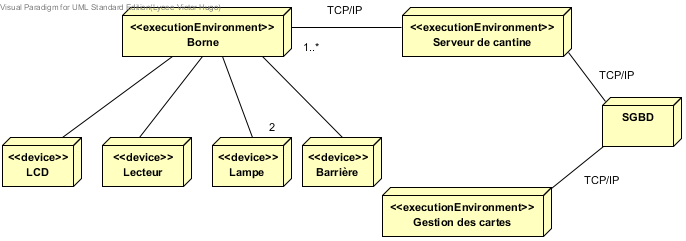 Visual Paradigm for UML Standard Edition(Lycee Victor Hugo)
TCP/IP
<<executionEnvironment>>
Borne
1..*
<<executionEnvironment>>
Serveur de cantine
TCP/IP
SGBD
2
<<device>>
LCD
<<device>>
Lecteur
<<device>>
Lampe
<<device>>
Barrière
TCP/IP
<<executionEnvironment>>
Gestion des cartes